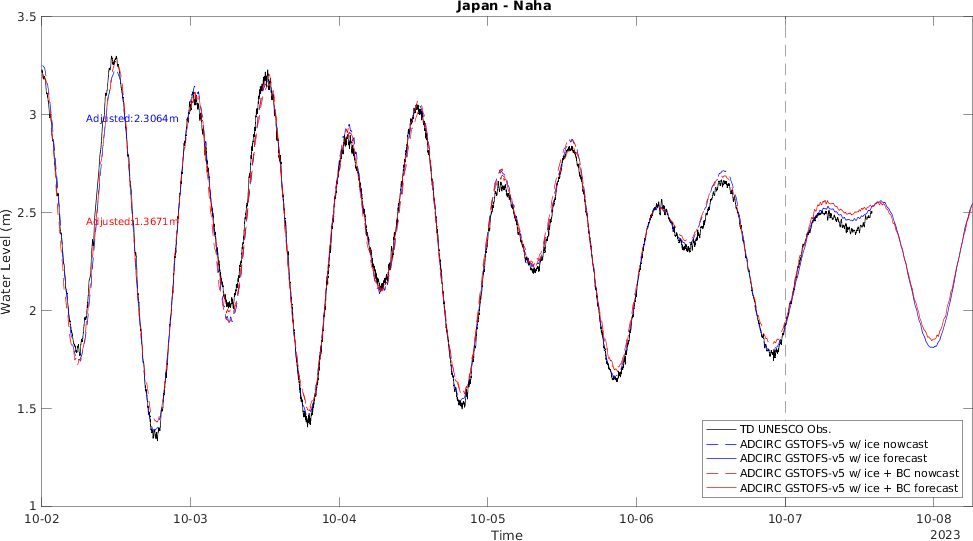 Japan - Naha
3.5
3
2.5
2
1.5
1
Water Level (m)
Adjusted:2.3064m
Adjusted:1.3671m
TD UNESCO Obs.
ADCIRC GSTOFS-v5 w/ ice nowcast
ADCIRC GSTOFS-v5 w/ ice forecast
ADCIRC GSTOFS-v5 w/ ice + BC nowcast
ADCIRC GSTOFS-v5 w/ ice + BC forecast
10-02 10-03 10-04 10-05 10-06 10-07 10-08
Time
2023